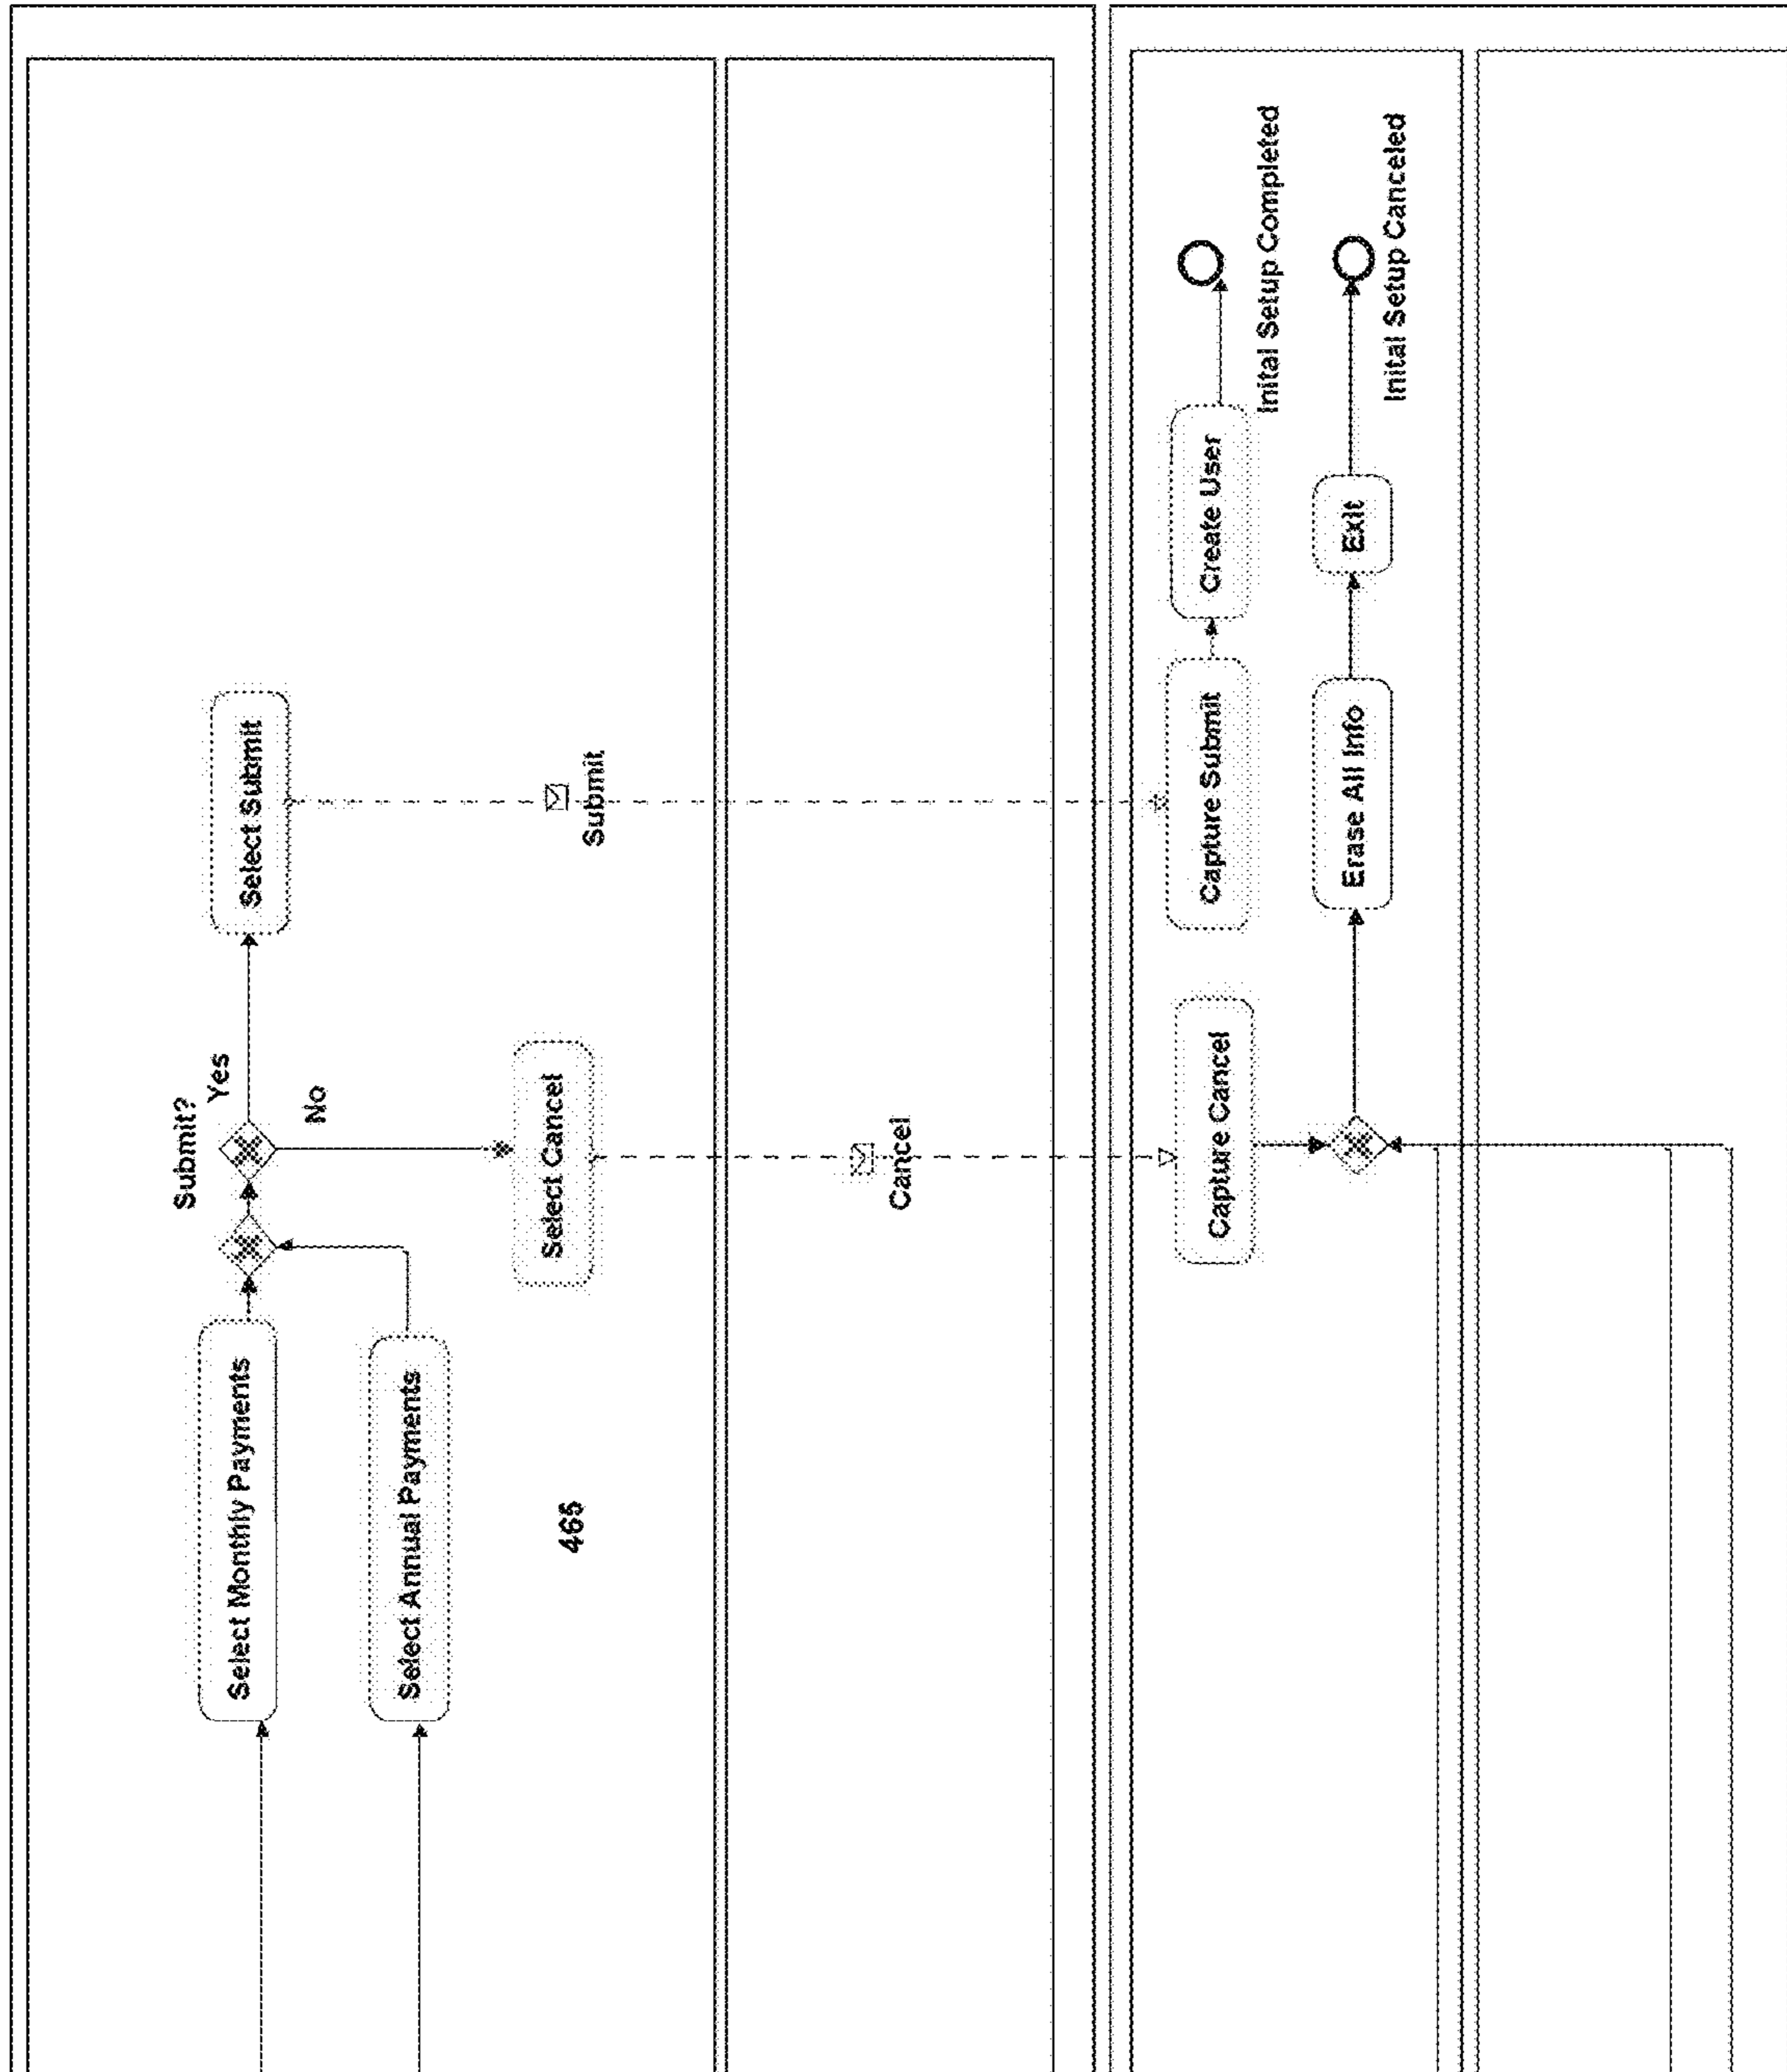 Select Monthly Payments
Select Annual Payments
465
Submit?
Yes
No
Select Submit
Select Cancel
Submit
Cancel
Capture Cancel
Capture Submit
Create User
Inital Setup Completed
Erase All Info
Exit
Inital Setup Canceled